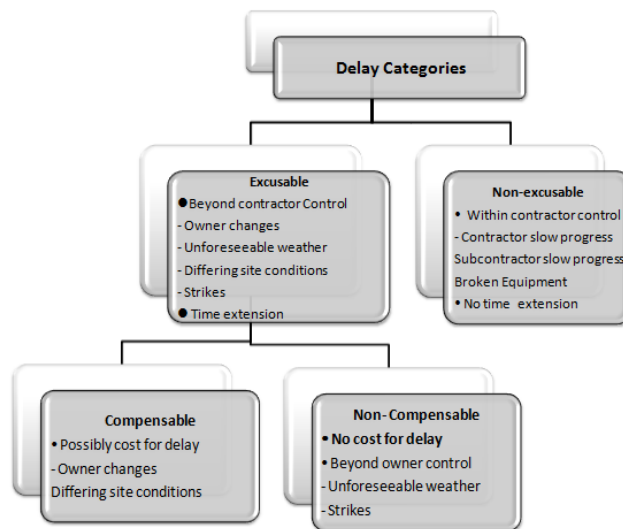 Delay Categories
Excusable
●Beyond contractor Control
- Owner changes
- Unforeseeable weather
- Differing site conditions
- Strikes
● Time extension
Non-excusable
• Within contractor control
- Contractor slow progress
Subcontractor slow progress
Broken Equipment
• No time extension
Compensable
• Possibly cost for delay
- Owner changes
Differing site conditions
Non-Compensable
• No cost for delay
• Beyond owner control
- Unforeseeable weather
- Strikes